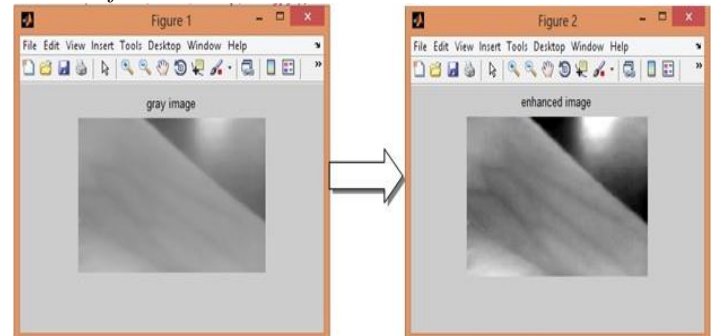 Figure 1
File Edit View Insert Tools Desktop Window Help
gray image
Figure 2
File Edit View Insert Tools Desktop Window Help
enhanced image